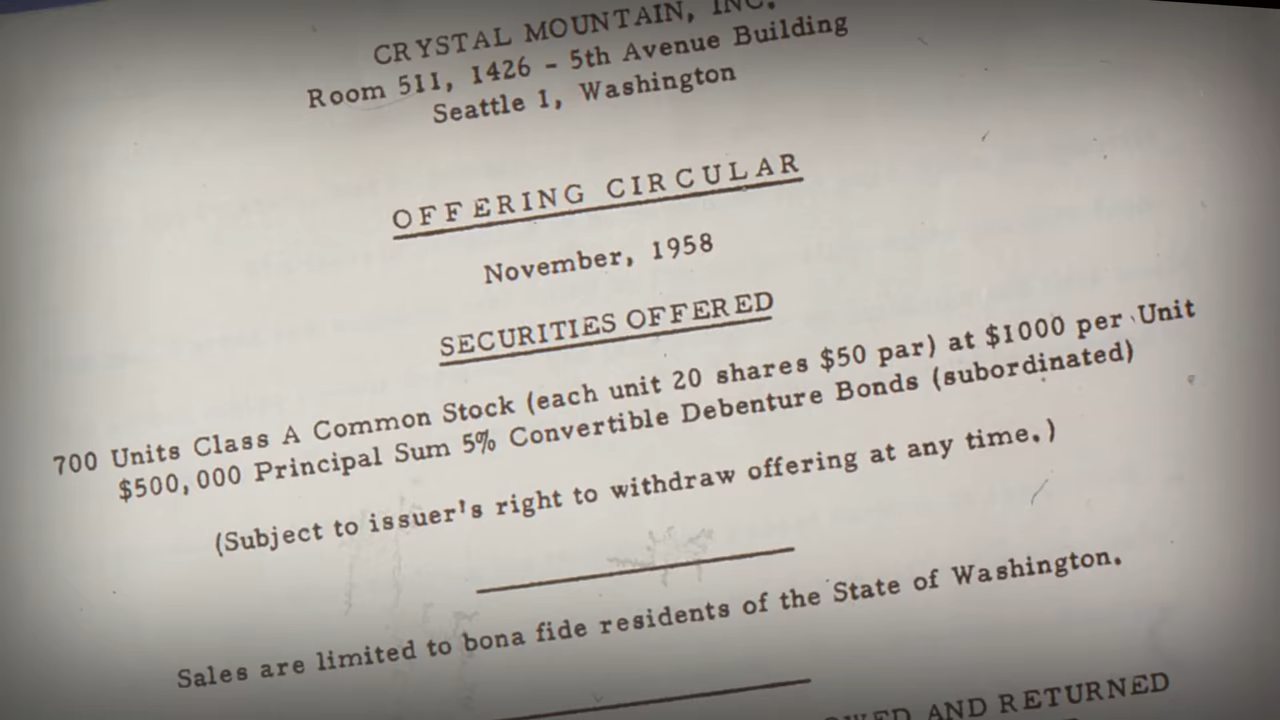 CRYSTAL MOUNTAIN, INC.
Room 511, 1426 - 5th Avenue Building
Seattle 1, Washington
OFFERING CIRCULAR
November, 1958
SECURITIES OFFERED
700 Units Class A Common Stock (each unit 20 shares $50 par) at $1000 per Unit
$500,000 Principal Sum 5% Convertible Debenture Bonds (subordinated)
(Subject to issuer's right to withdraw offering at any time.)
Sales are limited to bona fide residents of the State of Washington.
AND RETURNED